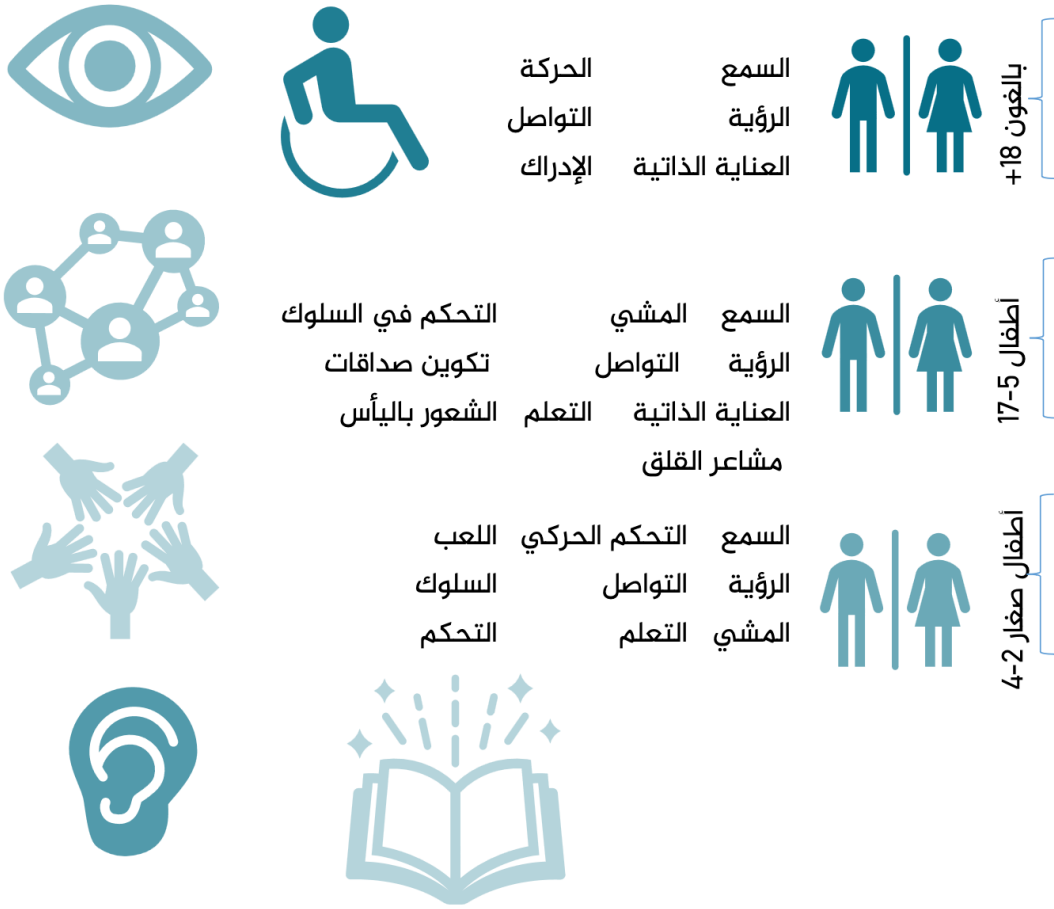 بالغون 18+
السمع الحركة
الرؤية التواصل
العناية الذاتية الإدراك
أطفال 5-17
السمع المشي التحكم في السلوك
الرؤية التواصل تكوين صداقات
العناية الذاتية التعلم الشعور باليأس
مشاعر القلق
أطفال صغار 2-4
السمع التحكم الحركي اللعب
الرؤية التواصل السلوك
المشي التعلم التحكم